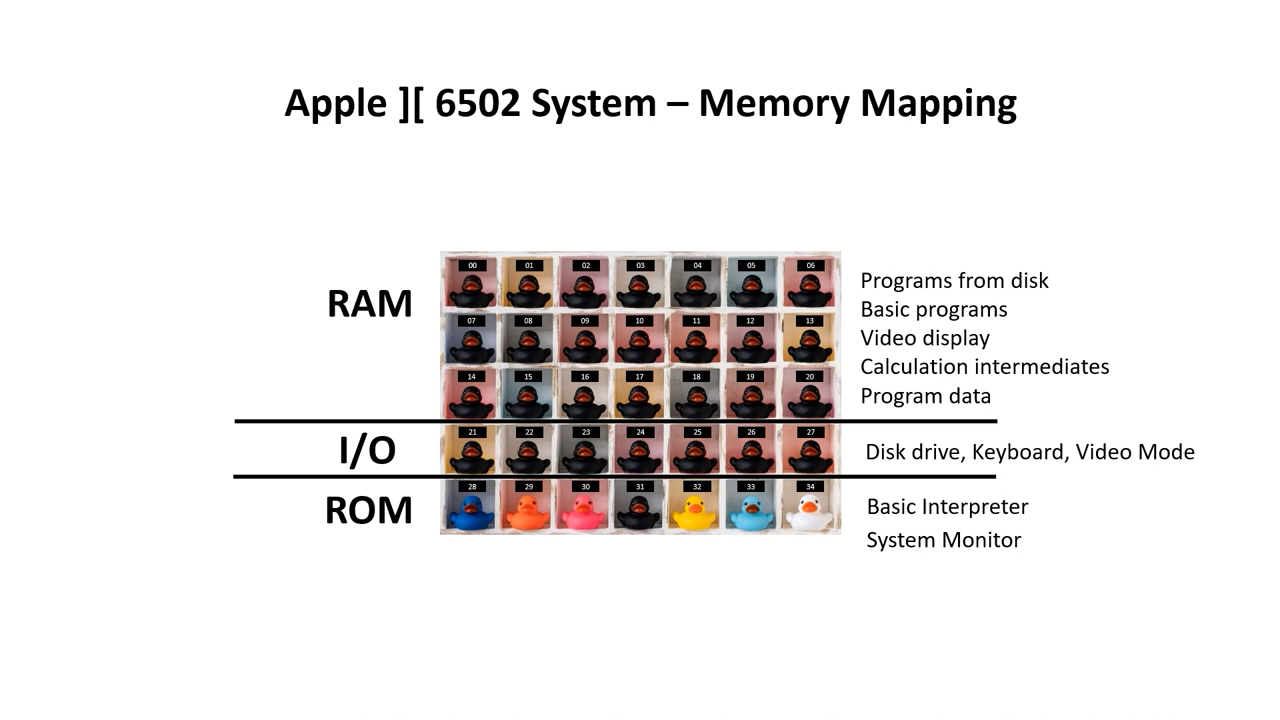 Apple ][ 6502 System – Memory Mapping
00 01 02 03 04 05 06
RAM
Programs from disk
Basic programs
07 08 09 10 11 12 13
Video display
Calculation intermediates
14 15 16 17 18 19 20
Program data
21 22 23 24 25 26 27
I/O
Disk drive, Keyboard, Video Mode
28 29 30 31 32 33 34
ROM
Basic Interpreter
System Monitor